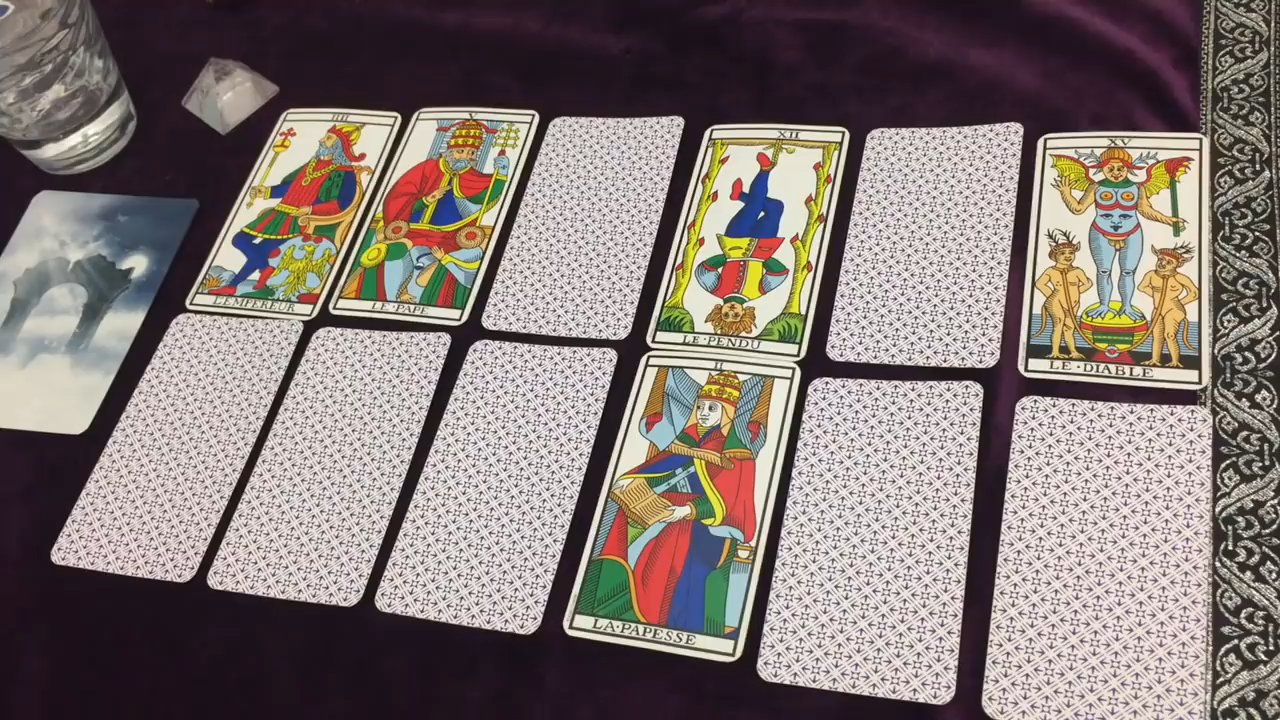 IIII
L'EMPEREUR
V
LE·PAPE
XII
LE·PENDU
XV
LE·DIABLE
II
LA·PAPESSE